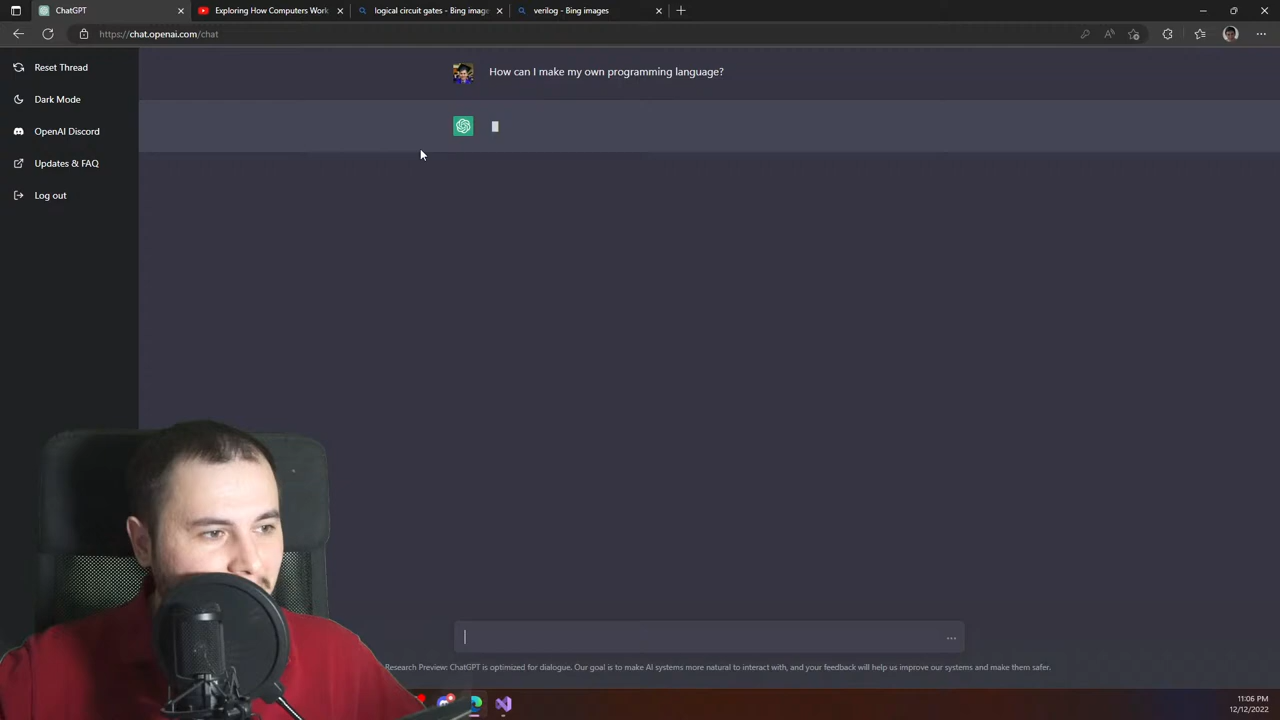 ChatGPT
Exploring How Computers Work
logical circuit gates - Bing image
verilog - Bing images
https://chat.openai.com/chat
Reset Thread
Dark Mode
OpenAI Discord
Updates & FAQ
Log out
How can I make my own programming language?
Research Preview: ChatGPT is optimized for dialogue. Our goal is to make AI systems more natural to interact with, and your feedback will help us improve our systems and make them safer.
11:06 PM
12/12/2022